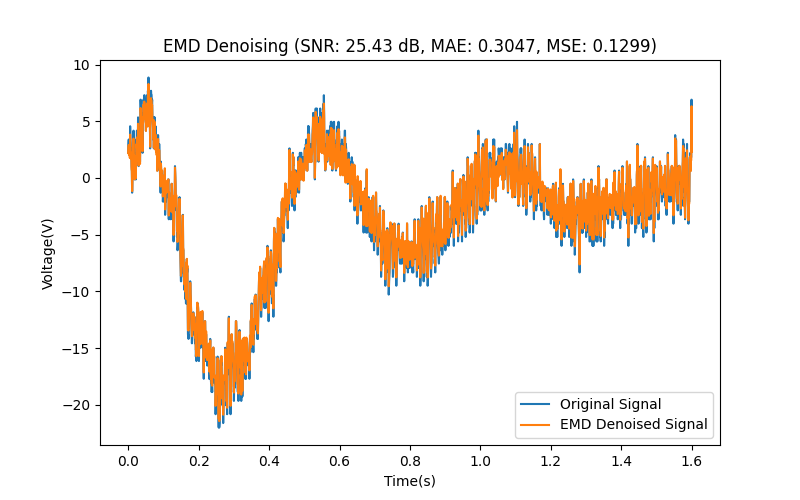 EMD Denoising (SNR: 25.43 dB, MAE: 0.3047, MSE: 0.1299)
10
5
0
−5
−10
−15
−20
Voltage(V)
Original Signal
EMD Denoised Signal
0.0 0.2 0.4 0.6 0.8 1.0 1.2 1.4 1.6
Time(s)